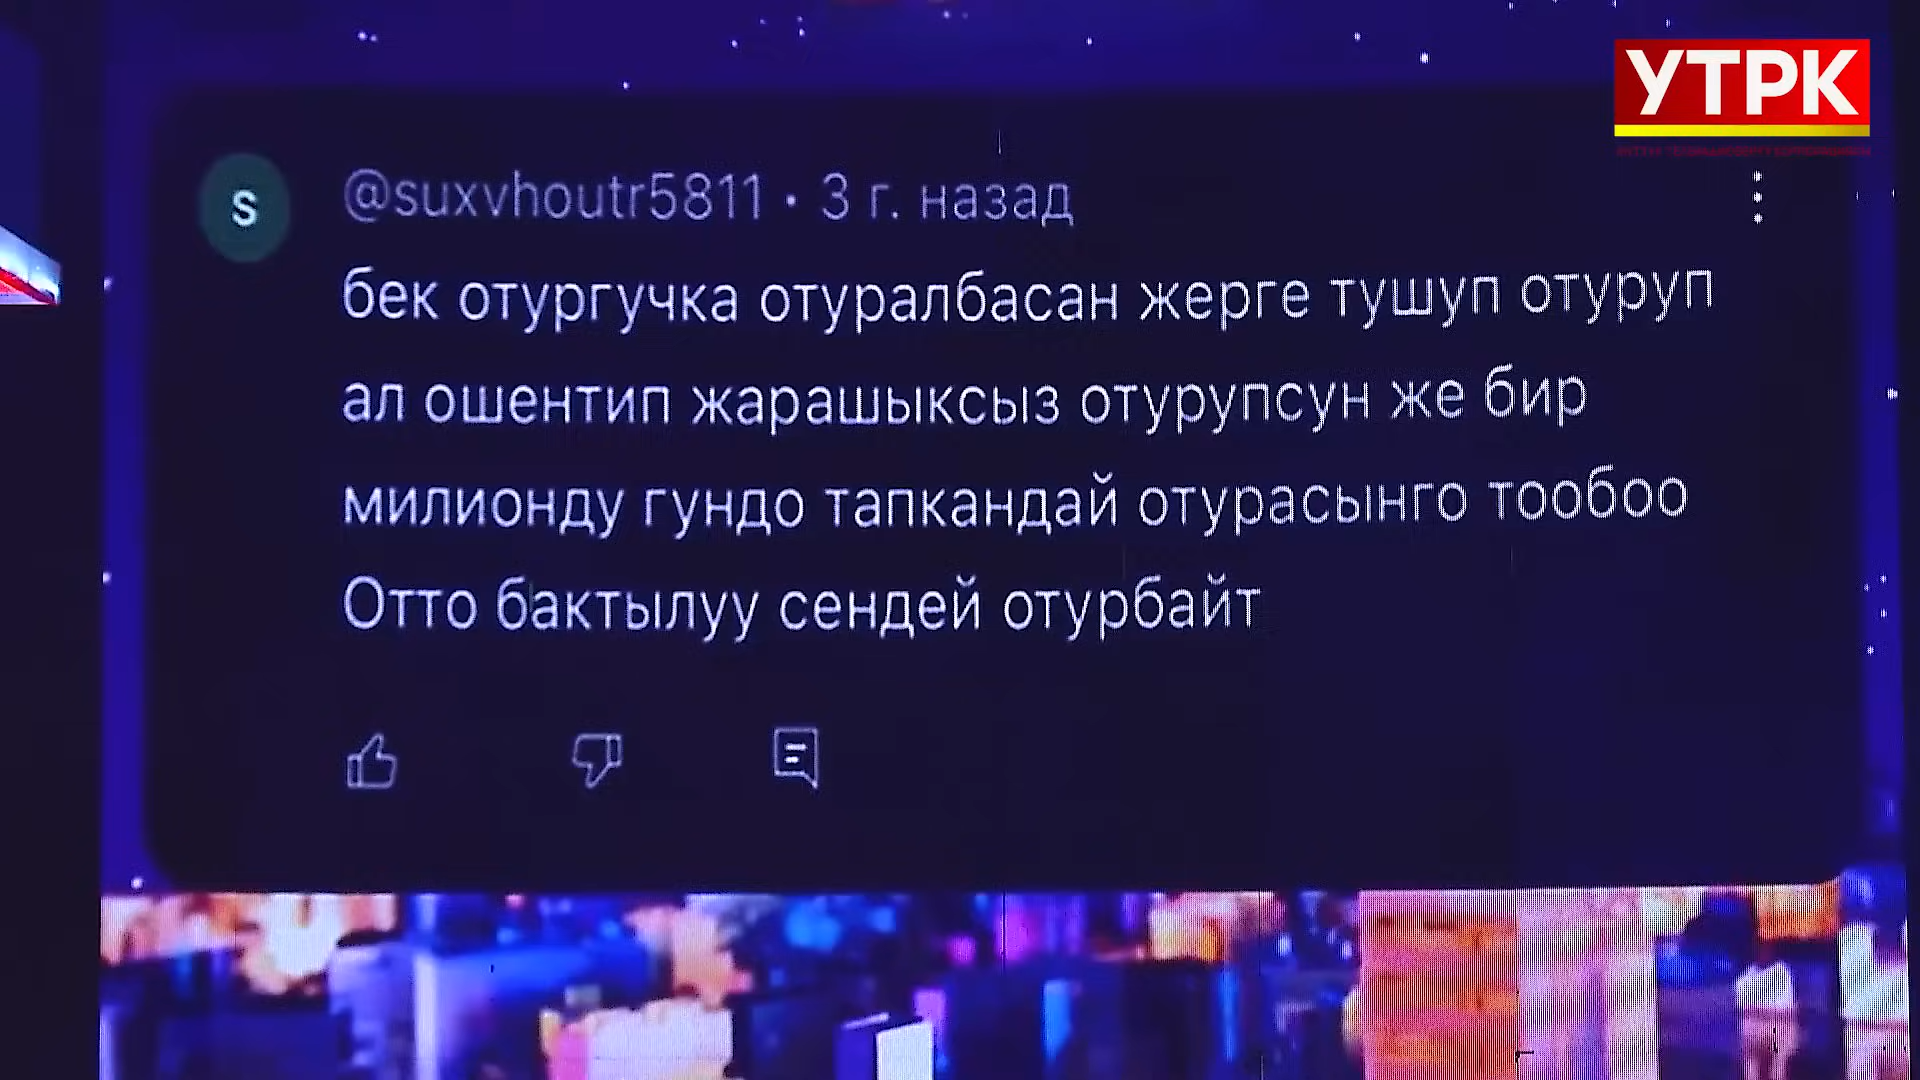 УТРК
@suxvhoutr5811 · 3 г. назад
s
бек отургучка отуралбасан жерге тушуп отуруп
ал ошентип жарашыксыз отурупсун же бир
милионду гундо тапкандай отурасынго тообоо
Отто бактылуу сендей отурбайт